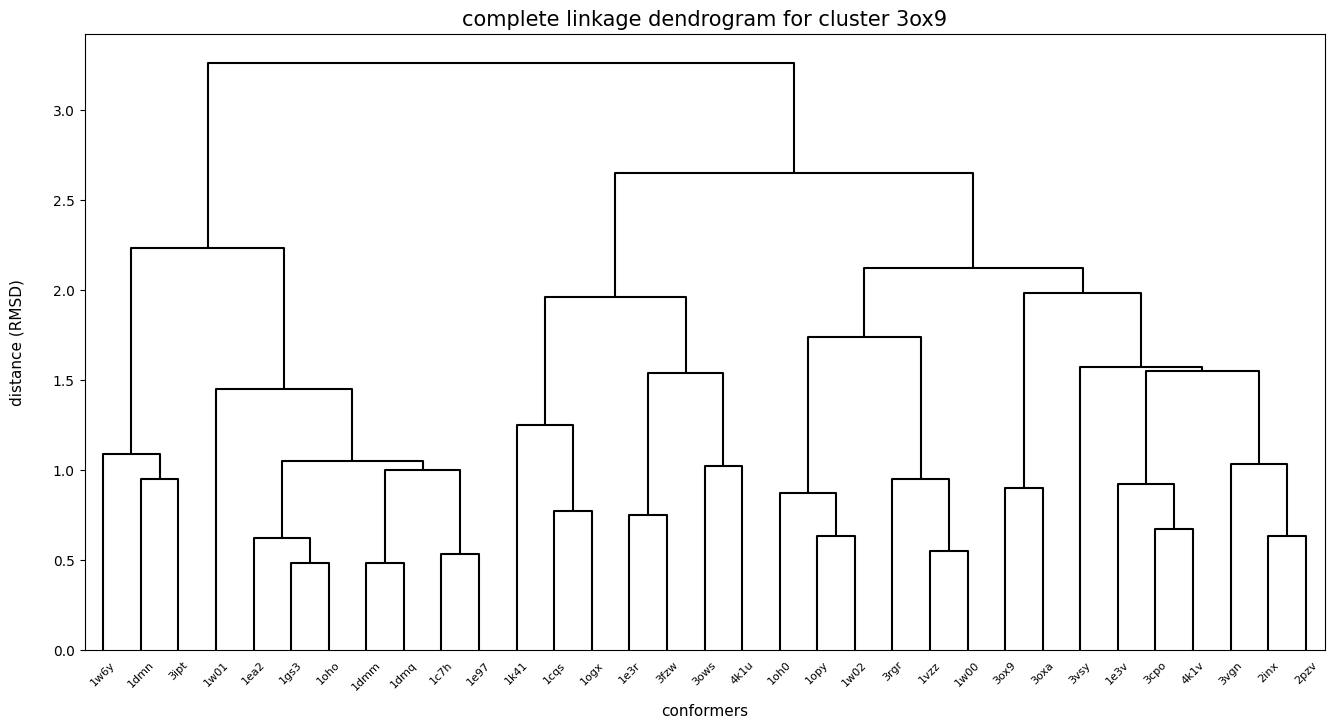 complete linkage dendrogram for cluster 3ox9
3.0
2.5
2.0
1.5
1.0
0.5
0.0
distance (RMSD)
1w6y 1dmn 3ipt 1w01 1ea2 1gs3 1oho 1dmm 1dmq 1c7h 1e97 1k41 1cqs 1ogx 1e3r 3fzw 3ows 4k1u 1oh0 1opy 1w02 3rgr 1vzz 1w00 3ox9 3oxa 3vsy 1e3v 3cpo 4k1v 3vgn 2inx 2pzv
conformers